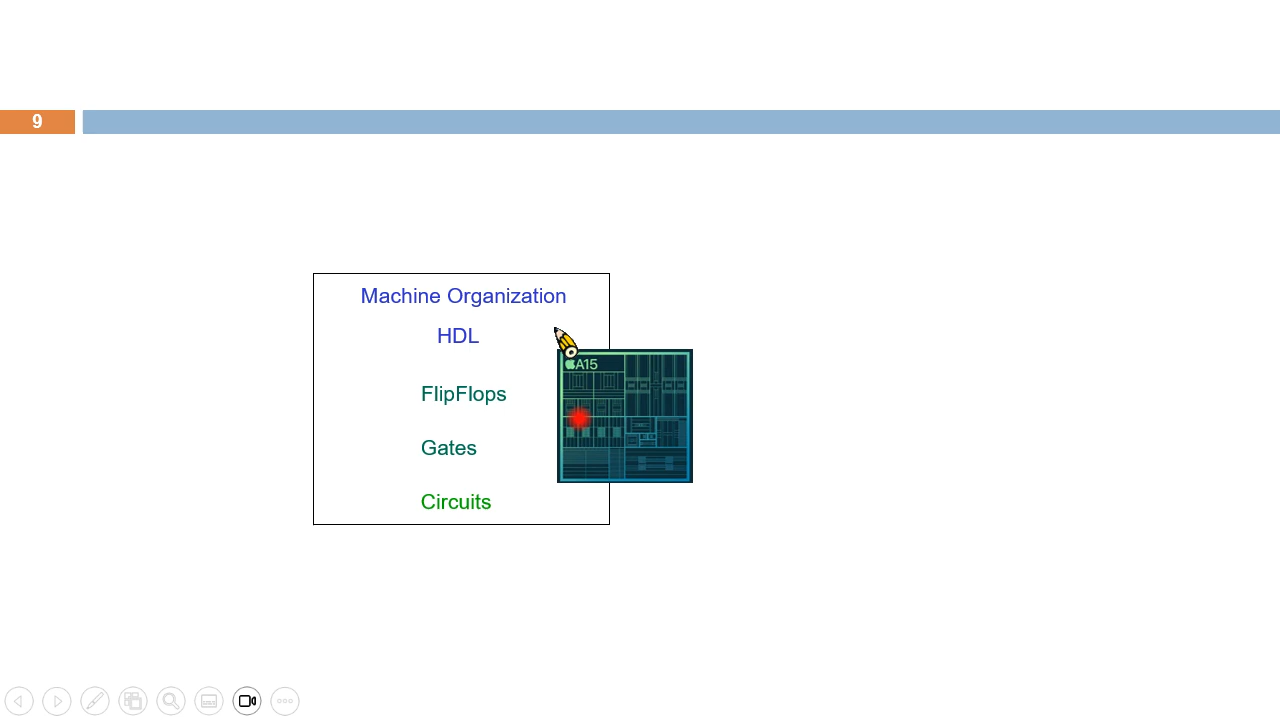 9
Machine Organization
HDL
A15
FlipFlops
Gates
Circuits